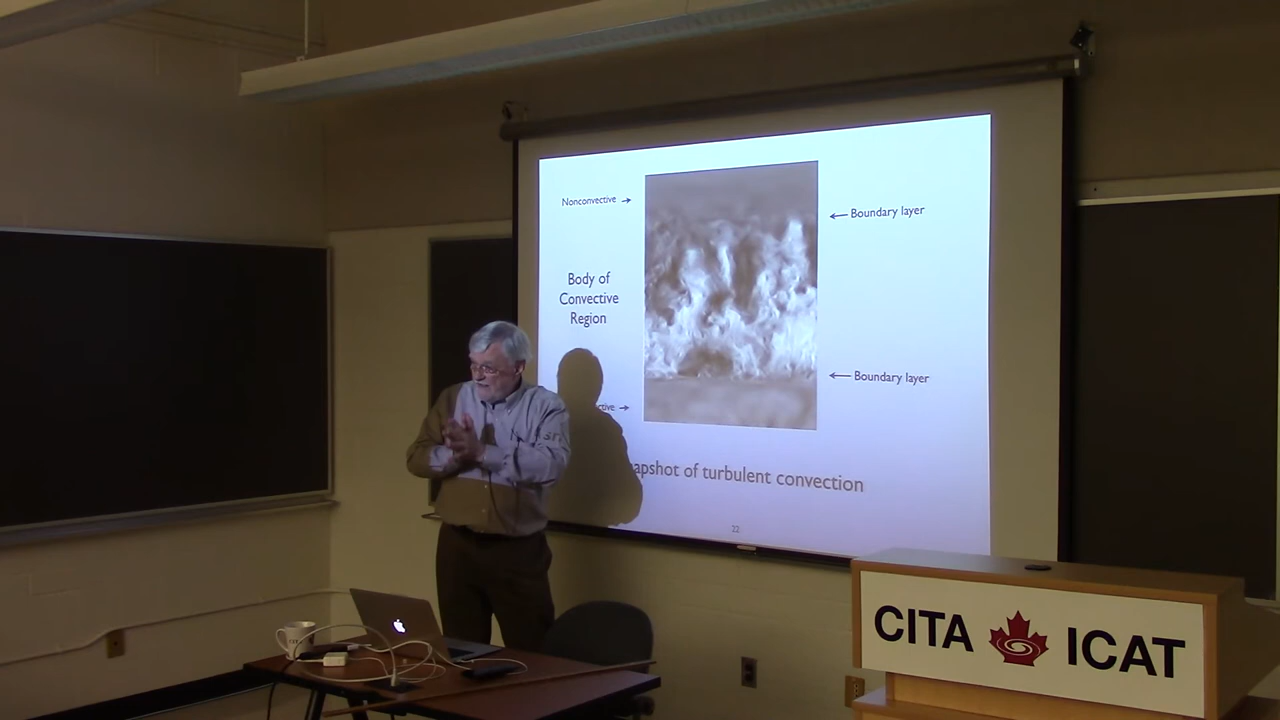 Nonconvective
Boundary layer
Body of
Convective
Region
Boundary layer
apshot of turbulent convection
22
CITA ICAT